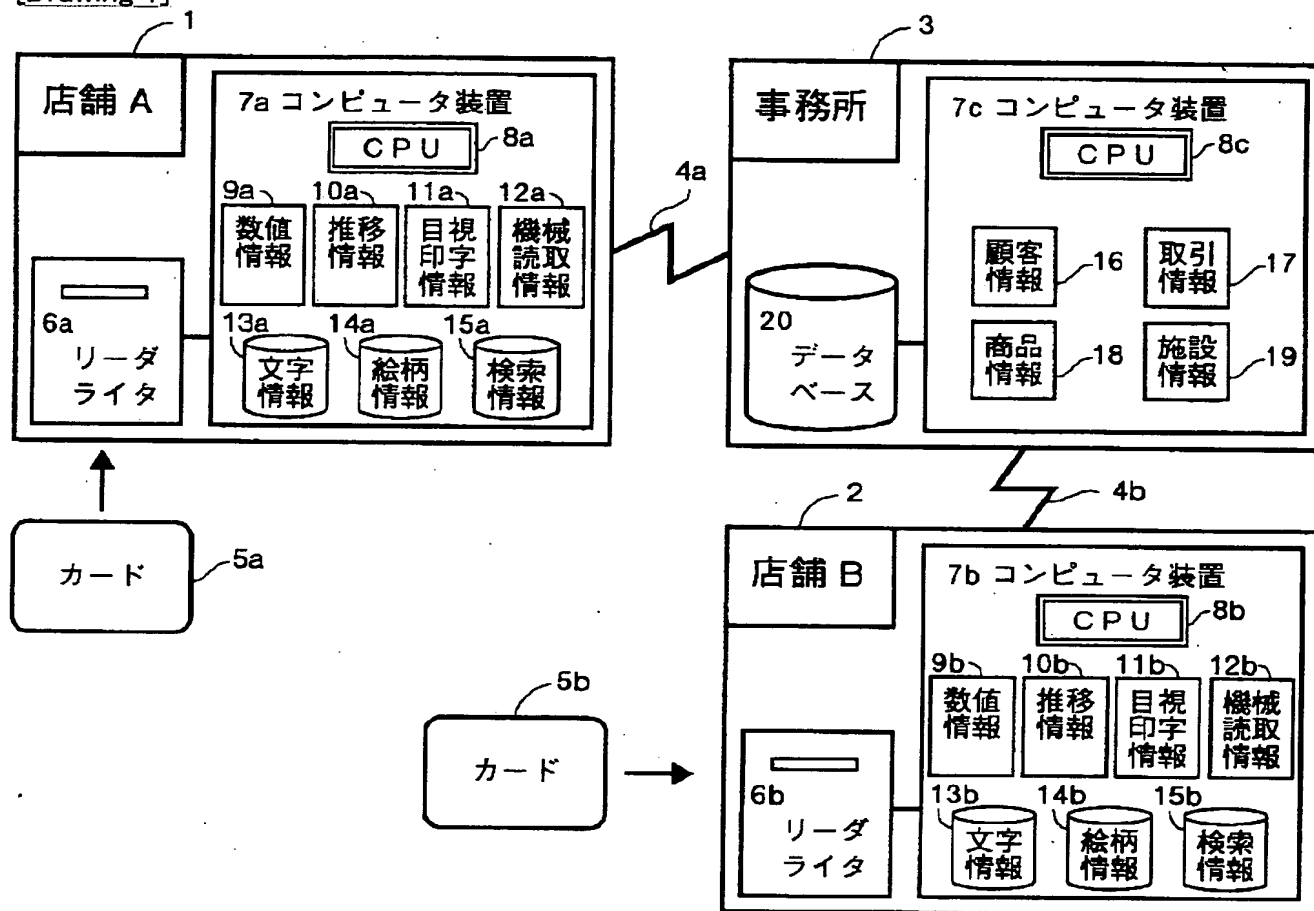 1
店舗 A
7a コンピュータ装置
CPU
8a
9a
10a
11a
12a
数値
情報
推移
情報
目視
印字
情報
機械
読取
情報
6a
リーダ
ライタ
13a
14a
15a
文字
情報
絵柄
情報
検索
情報
カード
5a
4a
3
事務所
7c コンピュータ装置
CPU
8c
顧客
情報
16
取引
情報
17
商品
情報
18
施設
情報
19
20
データ
ベース
4b
2
店舗 B
7b コンピュータ装置
CPU
8b
9b
10b
11b
12b
数値
情報
推移
情報
目視
印字
情報
機械
読取
情報
6b
リーダ
ライタ
13b
14b
15b
文字
情報
絵柄
情報
検索
情報
5b
カード